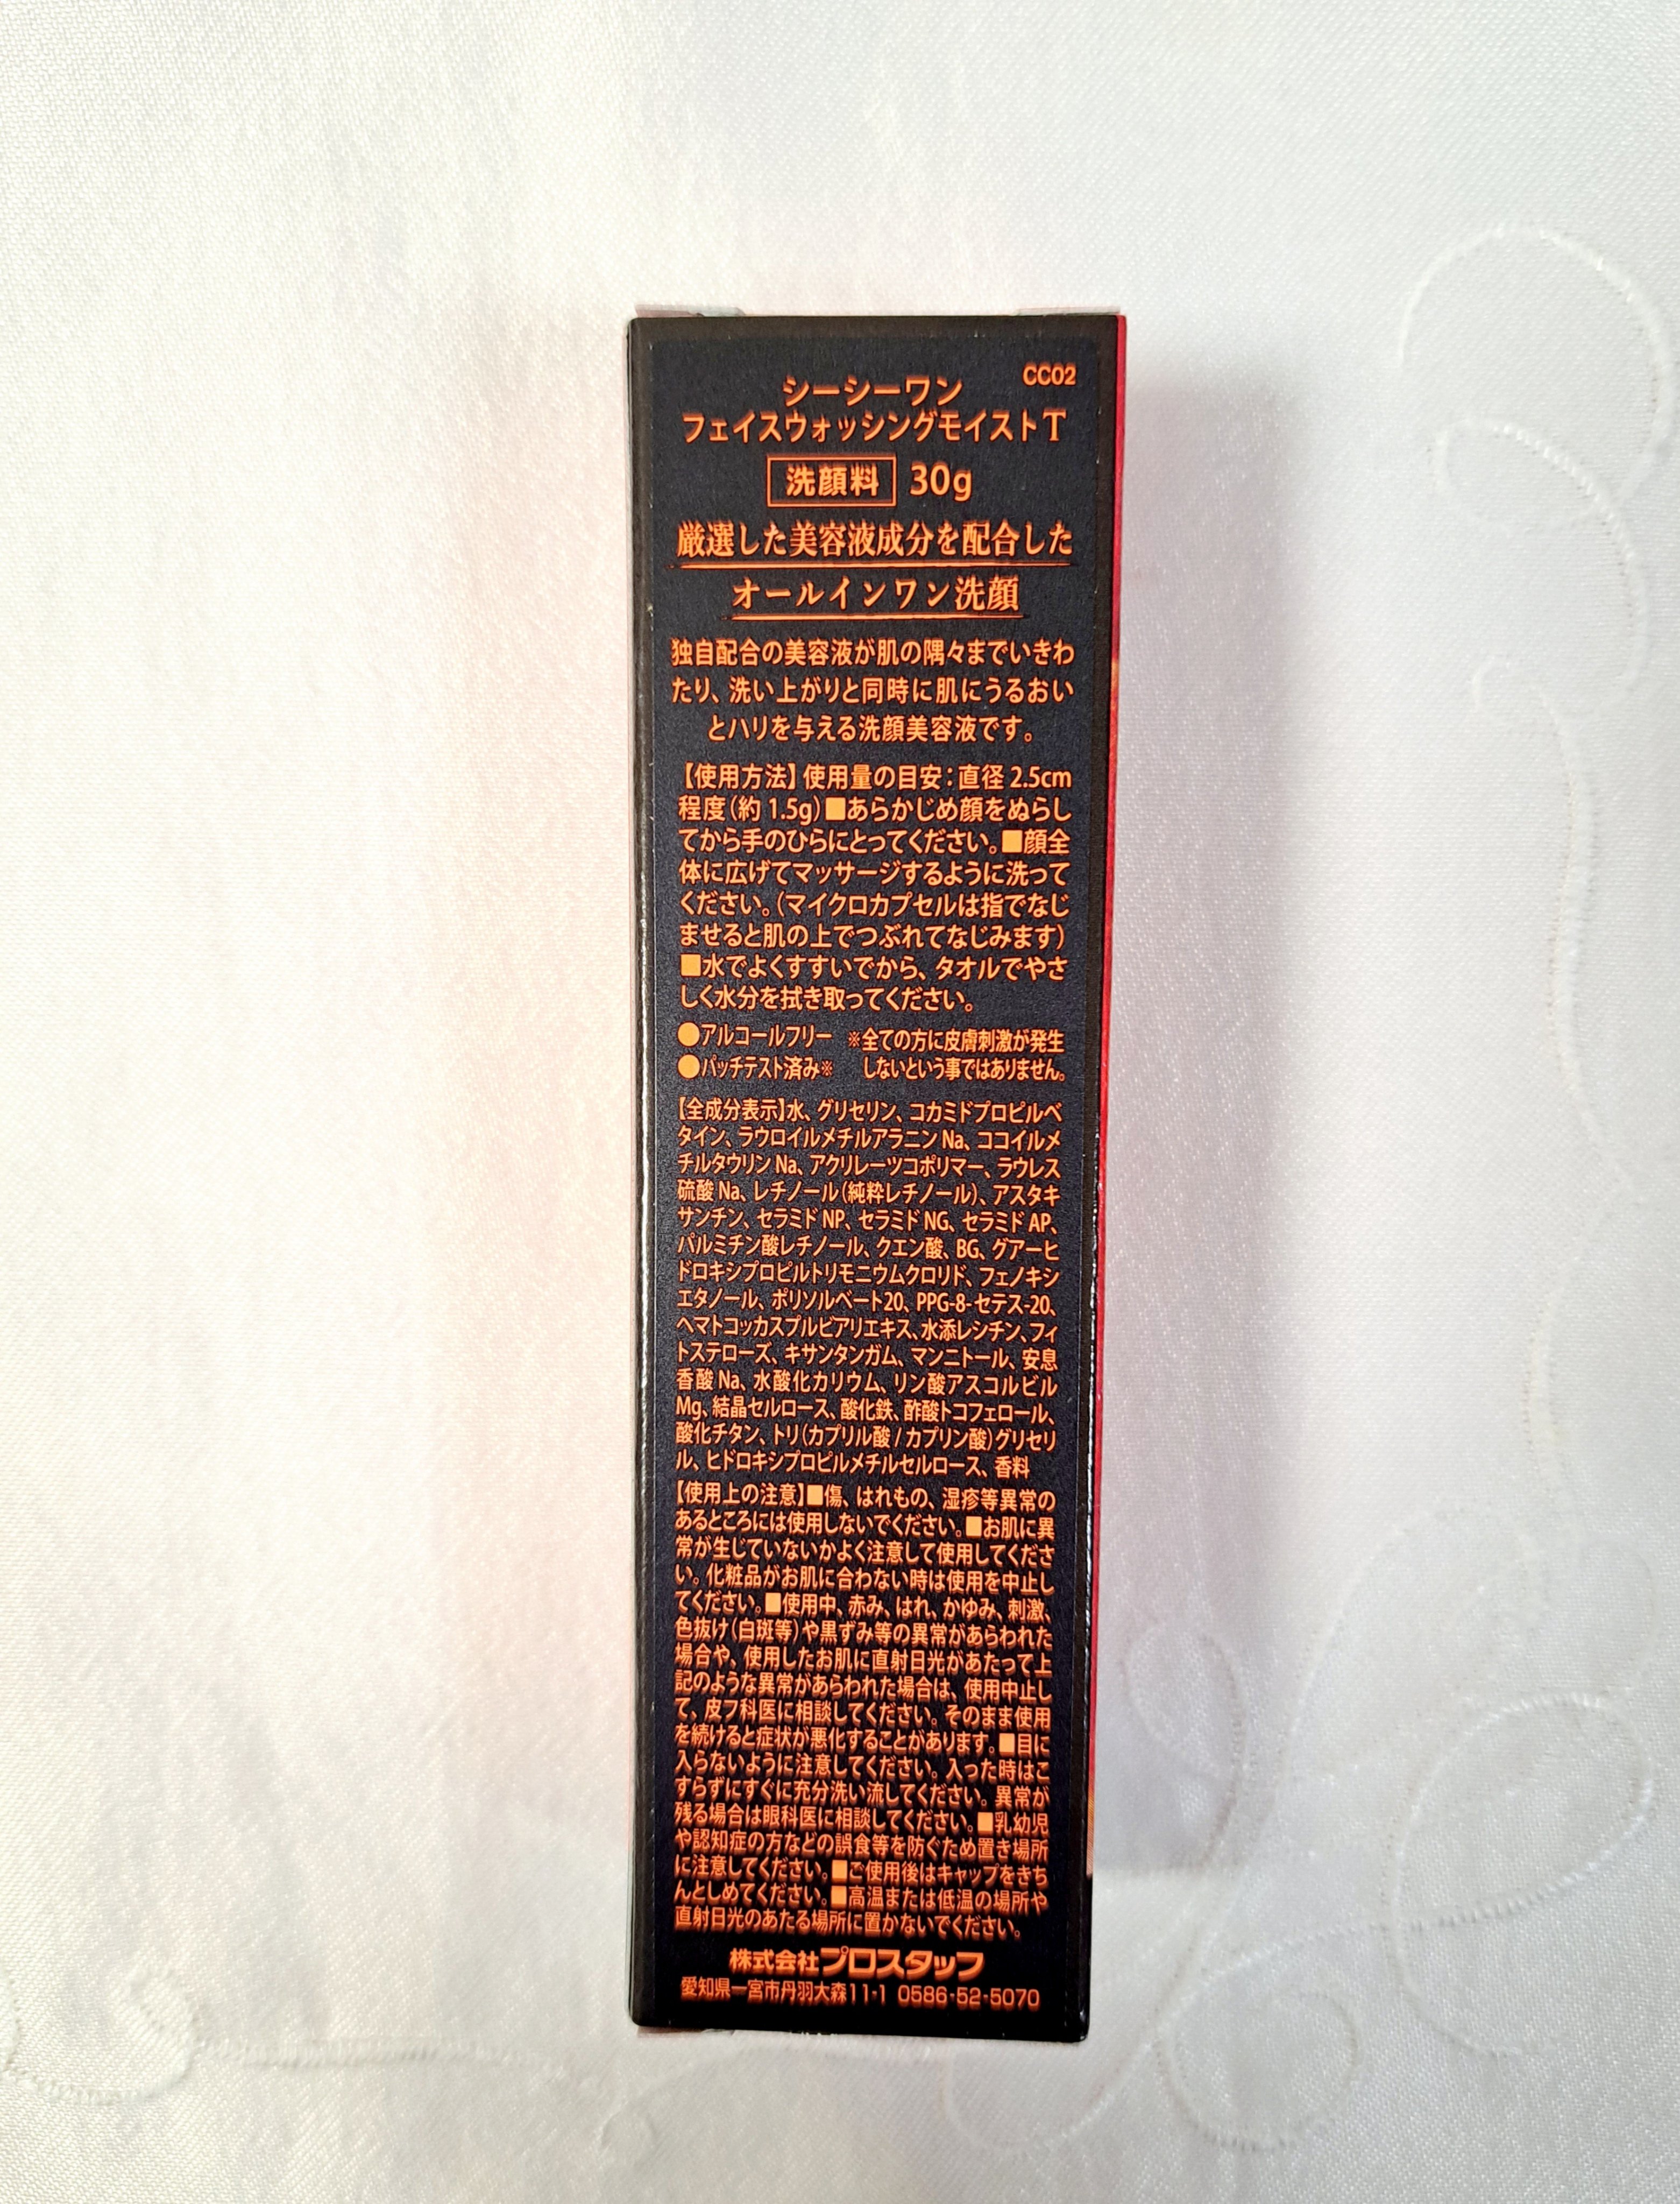 CC02
シーシーワン
フェイスウォッシングモイストT
洗顔料 30g
厳選した美容液成分を配合した
オールインワン洗顔
独自配合の美容液が肌の隅々までいきわ
たり、洗い上がりと同時に肌にうるおい
とハリを与える洗顔美容液です。
【使用方法】使用量の目安：直径2.5cm
程度（約1.5g）■あらかじめ顔をぬらし
てから手のひらにとってください。■顔全
体に広げてマッサージするように洗って
ください。（マイクロカプセルは指でなじ
ませると肌の上でつぶれてなじみます）
■水でよくすすいでから、タオルでやさ
しく水分を拭き取ってください。
●アルコールフリー ※全ての方に皮膚刺激が発生
●パッチテスト済み※ しないという事ではありません。
【全成分表示】水、グリセリン、コカミドプロピルベ
タイン、ラウロイルメチルアラニンNa、ココイルメ
チルタウリンNa、アクリレーツコポリマー、ラウレス
硫酸Na、レチノール（純粋レチノール）、アスタキ
サンチン、セラミドNP、セラミドNG、セラミドAP、
パルミチン酸レチノール、クエン酸、BG、グアーヒ
ドロキシプロピルトリモニウムクロリド、フェノキシ
エタノール、ポリソルベート20、PPG-8-セテス-20、
ヘマトコッカスプルビアリエキス、水添レシチン、フィ
トステローズ、キサンタンガム、マンニトール、安息
香酸Na、水酸化カリウム、リン酸アスコルビル
Mg、結晶セルロース、酸化鉄、酢酸トコフェロール、
酸化チタン、トリ（カプリル酸/カプリン酸）グリセリ
ル、ヒドロキシプロピルメチルセルロース、香料
【使用上の注意】■傷、はれもの、湿疹等異常の
あるところには使用しないでください。■お肌に異
常が生じていないかよく注意して使用してくださ
い。化粧品がお肌に合わない時は使用を中止し
てください。■使用中、赤み、はれ、かゆみ、刺激、
色抜け（白斑等）や黒ずみ等の異常があらわれた
場合や、使用したお肌に直射日光があたって上
記のような異常があらわれた場合は、使用中止し
て、皮フ科医に相談してください。そのまま使用
を続けると症状が悪化することがあります。■目に
入らないように注意してください。入った時はこ
すらずにすぐに充分洗い流してください。異常が
残る場合は眼科医に相談してください。■乳幼児
や認知症の方などの誤食等を防ぐため置き場所
に注意してください。■ご使用後はキャップをきち
んとしめてください。■高温または低温の場所や
直射日光のあたる場所に置かないでください。
株式会社プロスタッフ
愛知県一宮市丹羽大森11-1 0586-52-5070